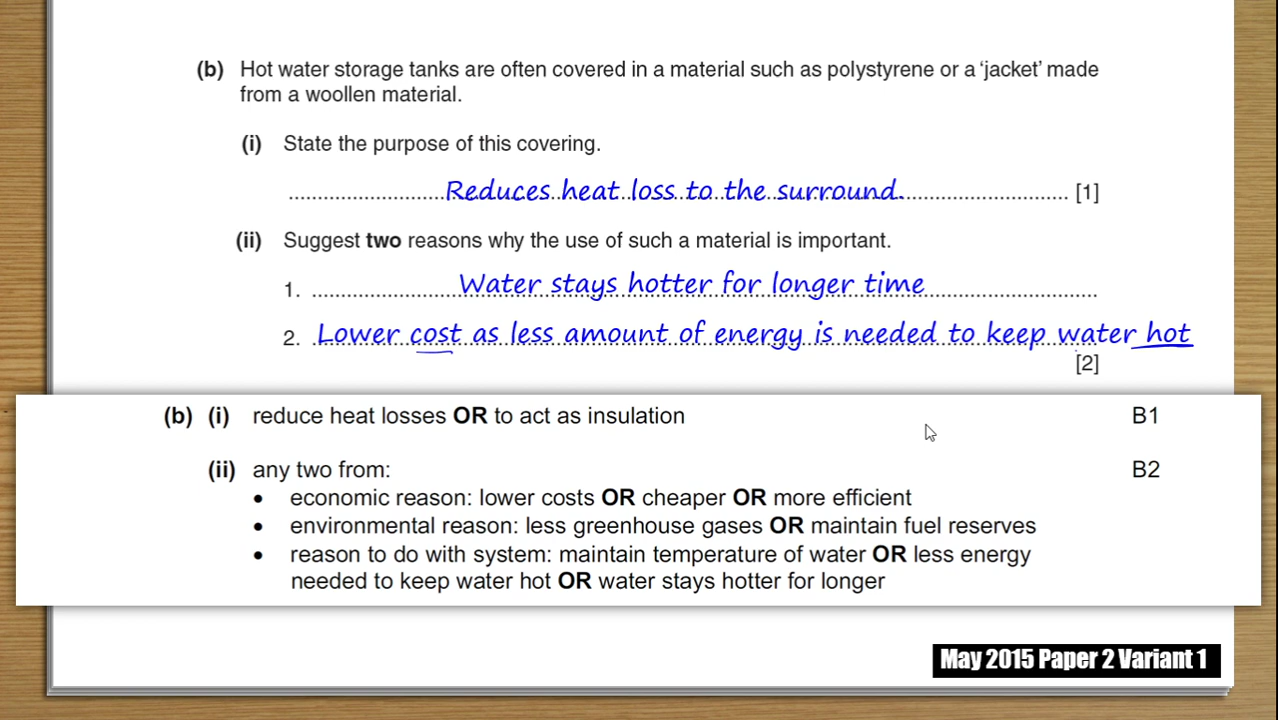 (b) Hot water storage tanks are often covered in a material such as polystyrene or a ‘jacket’ made
from a woollen material.
(i) State the purpose of this covering.
Reduces heat loss to the surround. [1]
(ii) Suggest two reasons why the use of such a material is important.
1. Water stays hotter for longer time
2. Lower cost as less amount of energy is needed to keep water hot
[2]
(b) (i) reduce heat losses OR to act as insulation B1
(ii) any two from: B2
• economic reason: lower costs OR cheaper OR more efficient
• environmental reason: less greenhouse gases OR maintain fuel reserves
• reason to do with system: maintain temperature of water OR less energy
needed to keep water hot OR water stays hotter for longer
May 2015 Paper 2 Variant 1